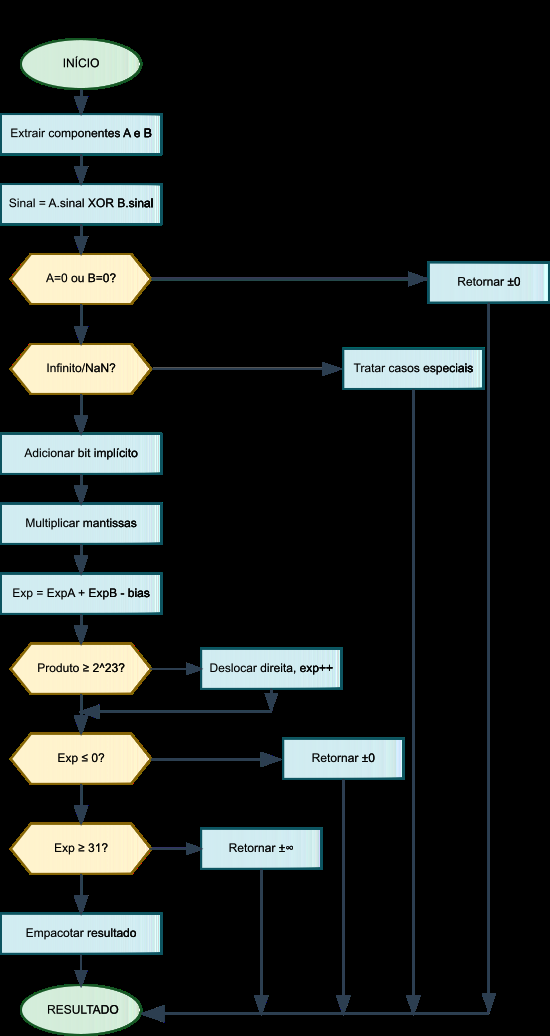 INÍCIO
Extrair componentes A e B
Sinal = A.sinal XOR B.sinal
A=0 ou B=0?
Retornar ±0
Infinito/NaN?
Tratar casos especiais
Adicionar bit implícito
Multiplicar mantissas
Exp = ExpA + ExpB - bias
Produto ≥ 2^23?
Deslocar direita, exp++
Exp ≤ 0?
Retornar ±0
Exp ≥ 31?
Retornar ±∞
Empacotar resultado
RESULTADO